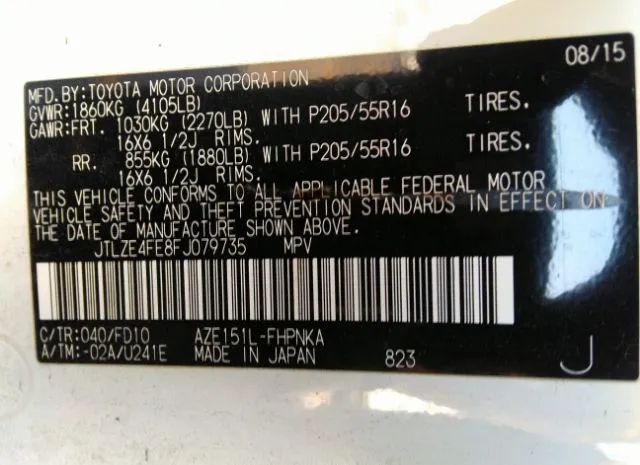 MFD.BY:TOYOTA MOTOR CORPORATION 08/15
GVWR:1860KG (4105LB)
GAWR:FRT. 1030KG (2270LB) WITH P205/55R16 TIRES.
16X6 1/2J RIMS.
RR. 855KG (1880LB) WITH P205/55R16 TIRES.
16X6 1/2J RIMS.
THIS VEHICLE CONFORMS TO ALL APPLICABLE FEDERAL MOTOR
VEHICLE SAFETY AND THEFT PREVENTION STANDARDS IN EFFECT ON
THE DATE OF MANUFACTURE SHOWN ABOVE.
JTLZE4FE8FJ079735 MPV
C/TR:040/FD10 AZE151L-FHPNKA
A/TM:-02A/U241E MADE IN JAPAN 823 J